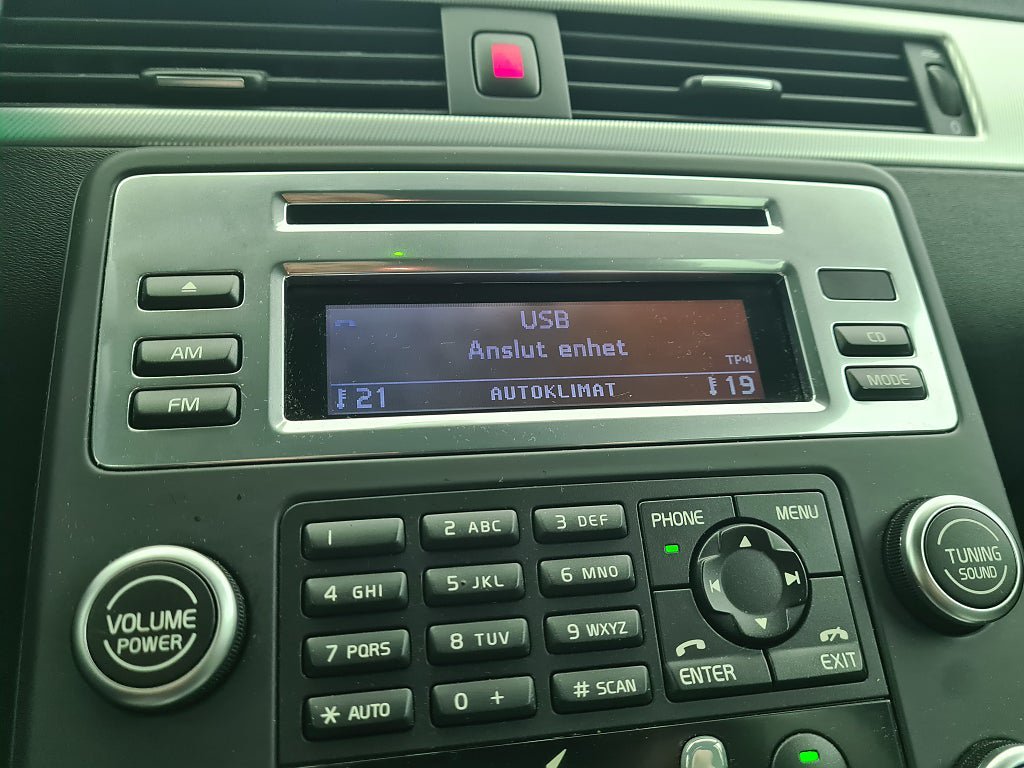 USB
Anslut enhet
TP
21 AUTOKLIMAT 19
AM
FM
CD
MODE
1
2 ABC
3 DEF
4 GHI
5 JKL
6 MNO
7 PQRS
8 TUV
9 WXYZ
* AUTO
0 +
# SCAN
PHONE
MENU
ENTER
EXIT
VOLUME
POWER
TUNING
SOUND